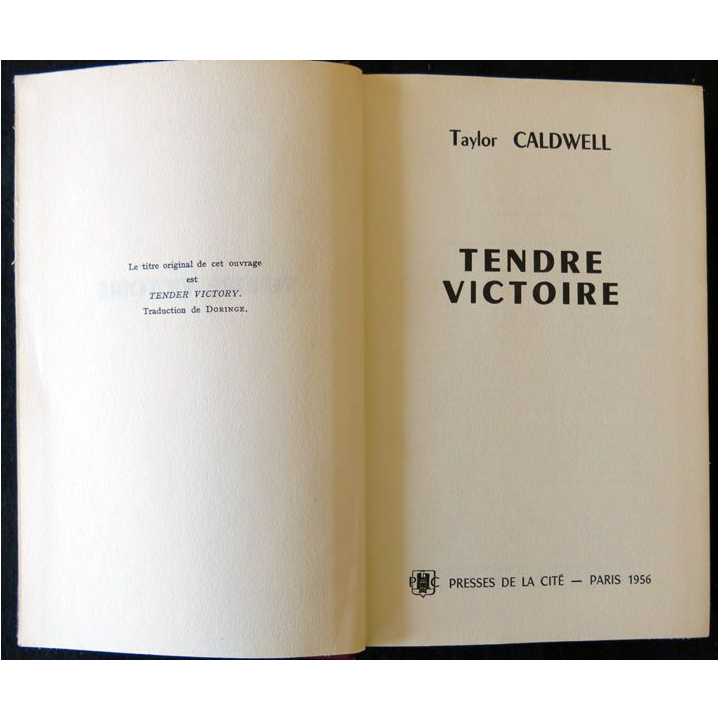 Le titre original de cet ouvrage
est
TENDER VICTORY.
Traduction de DORINGE.
Taylor CALDWELL
TENDRE
VICTOIRE
PC PRESSES DE LA CITÉ — PARIS 1956